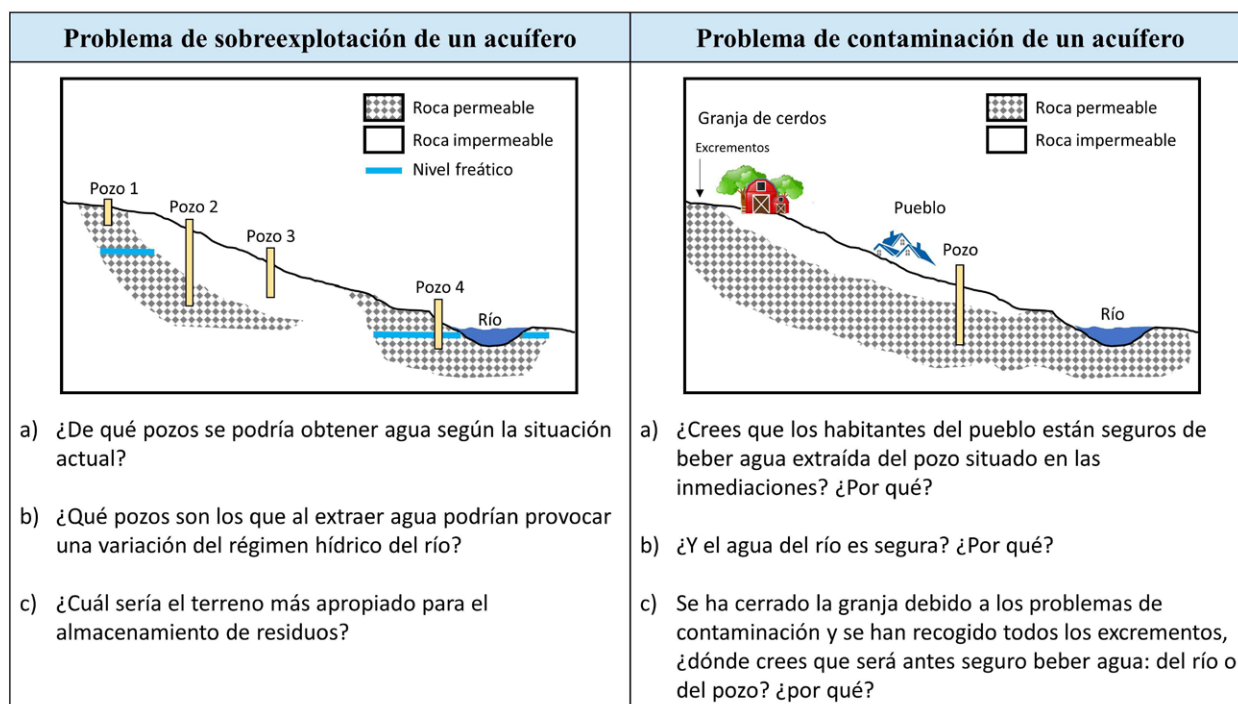 Problema de sobreexplotación de un acuífero
Roca permeable
Roca impermeable
Nivel freático
Pozo 1
Pozo 2
Pozo 3
Pozo 4
Río
a) ¿De qué pozos se podría obtener agua según la situación
actual?
b) ¿Qué pozos son los que al extraer agua podrían provocar
una variación del régimen hídrico del río?
c) ¿Cuál sería el terreno más apropiado para el
almacenamiento de residuos?
Problema de contaminación de un acuífero
Roca permeable
Roca impermeable
Granja de cerdos
Excrementos
Pueblo
Pozo
Río
a) ¿Crees que los habitantes del pueblo están seguros de
beber agua extraída del pozo situado en las
inmediaciones? ¿Por qué?
b) ¿Y el agua del río es segura? ¿Por qué?
c) Se ha cerrado la granja debido a los problemas de
contaminación y se han recogido todos los excrementos,
¿dónde crees que será antes seguro beber agua: del río o
del pozo? ¿por qué?